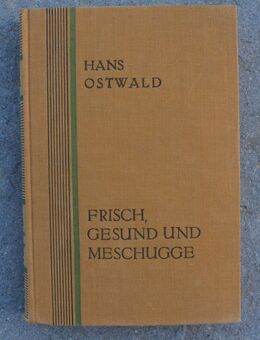 HANS
OSTWALD
FRISCH,
GESUND UND
MESCHUGGE